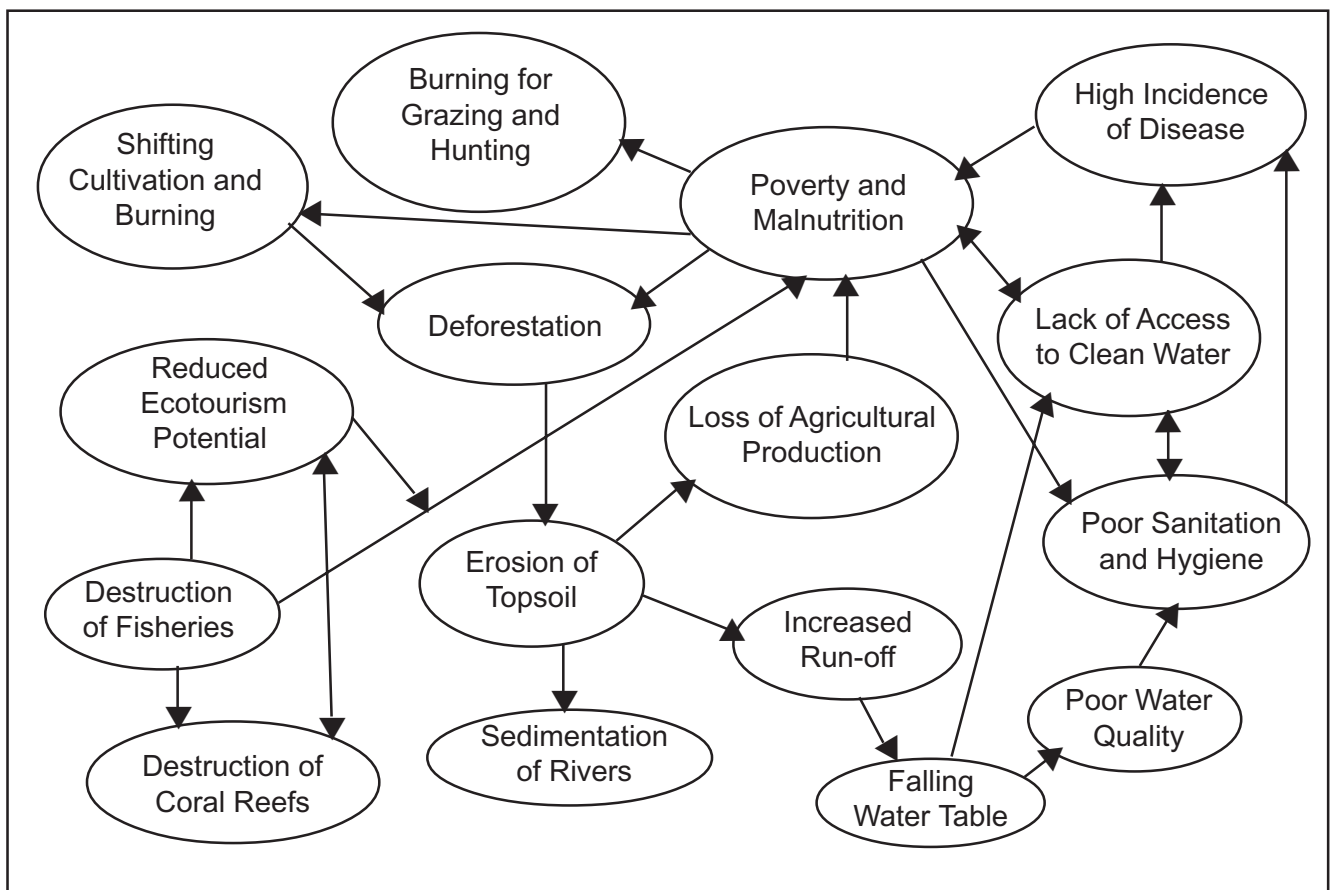 Burning for
Grazing and
Hunting
High Incidence
of Disease
Shifting
Cultivation and
Burning
Poverty and
Malnutrition
Deforestation
Lack of Access
to Clean Water
Reduced
Ecotourism
Potential
Loss of Agricultural
Production
Poor Sanitation
and Hygiene
Erosion of
Topsoil
Destruction
of Fisheries
Increased
Run-off
Poor Water
Quality
Sedimentation
of Rivers
Destruction of
Coral Reefs
Falling
Water Table